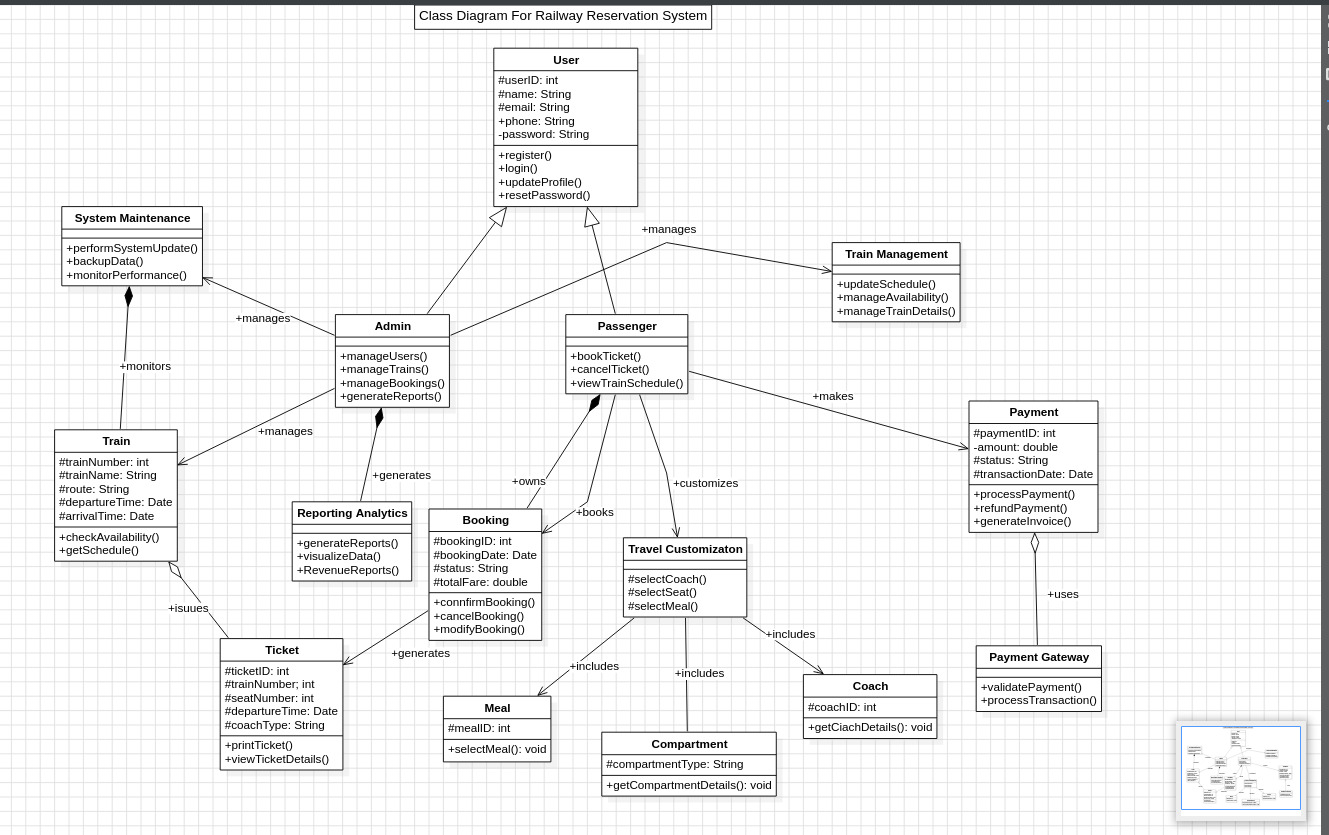 Class Diagram For Railway Reservation System
User
#userID: int
#name: String
#email: String
+phone: String
-password: String
+register()
+login()
+updateProfile()
+resetPassword()
System Maintenance
+performSystemUpdate()
+backupData()
+monitorPerformance()
+manages
Train Management
+updateSchedule()
+manageAvailability()
+manageTrainDetails()
+manages
Admin
+manageUsers()
+manageTrains()
+manageBookings()
+generateReports()
Passenger
+bookTicket()
+cancelTicket()
+viewTrainSchedule()
+monitors
+manages
+makes
Payment
#paymentID: int
-amount: double
#status: String
#transactionDate: Date
+processPayment()
+refundPayment()
+generateInvoice()
Train
#trainNumber: int
#trainName: String
#route: String
#departureTime: Date
#arrivalTime: Date
+checkAvailability()
+getSchedule()
+generates
+owns
+books
+customizes
Reporting Analytics
+generateReports()
+visualizeData()
+RevenueReports()
Booking
#bookingID: int
#bookingDate: Date
#status: String
#totalFare: double
+connfirmBooking()
+cancelBooking()
+modifyBooking()
Travel Customizaton
#selectCoach()
#selectSeat()
#selectMeal()
+isuues
+generates
+uses
+includes
+includes
+includes
Ticket
#ticketID: int
#trainNumber; int
#seatNumber: int
#departureTime: Date
#coachType: String
+printTicket()
+viewTicketDetails()
Meal
#mealID: int
+selectMeal(): void
Compartment
#compartmentType: String
+getCompartmentDetails(): void
Coach
#coachID: int
+getCiachDetails(): void
Payment Gateway
+validatePayment()
+processTransaction()